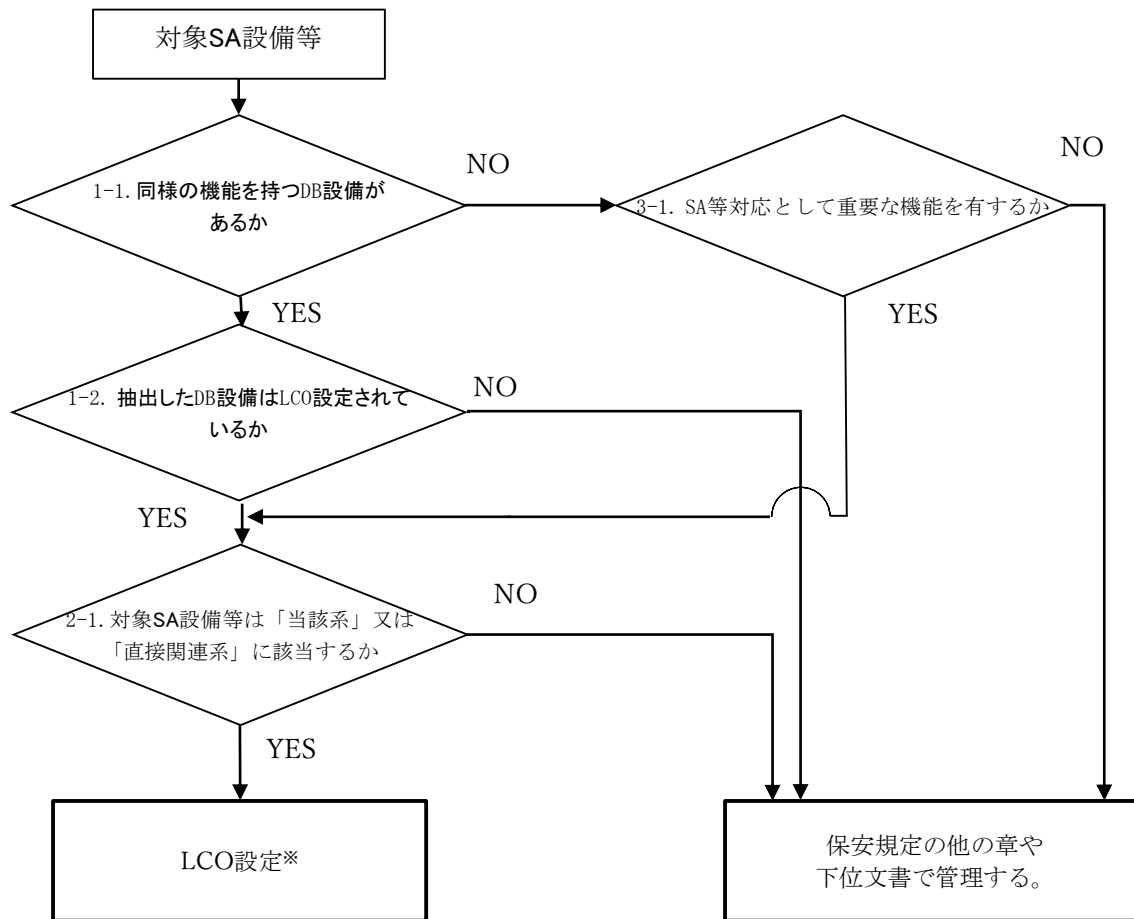 対象SA設備等
1-1.同様の機能を持つDB設備が
あるか
NO
3-1. SA等対応として重要な機能を有するか
NO
YES
YES
1-2. 抽出したDB設備はLCO設定されて
いるか
NO
YES
2-1.対象SA設備等は「当該系」又は
「直接関連系」に該当するか
NO
YES
LCO設定※
保安規定の他の章や
下位文書で管理する。